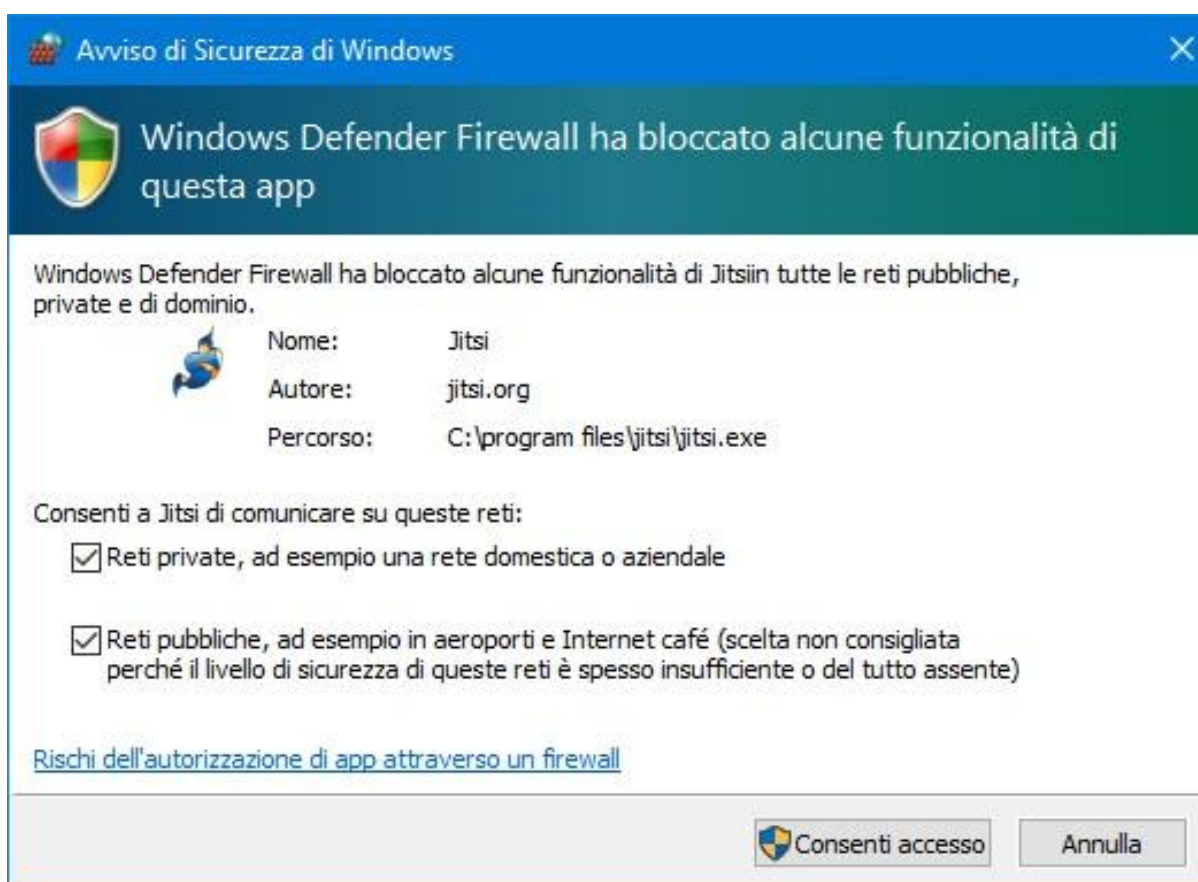 Avviso di Sicurezza di Windows
Windows Defender Firewall ha bloccato alcune funzionalità di
questa app
Windows Defender Firewall ha bloccato alcune funzionalità di Jitsiin tutte le reti pubbliche,
private e di dominio.
Nome: Jitsi
Autore: jitsi.org
Percorso: C:\program files\jitsi\jitsi.exe
Consenti a Jitsi di comunicare su queste reti:
Reti private, ad esempio una rete domestica o aziendale
Reti pubbliche, ad esempio in aeroporti e Internet café (scelta non consigliata
perché il livello di sicurezza di queste reti è spesso insufficiente o del tutto assente)
Rischi dell'autorizzazione di app attraverso un firewall
Consenti accesso Annulla